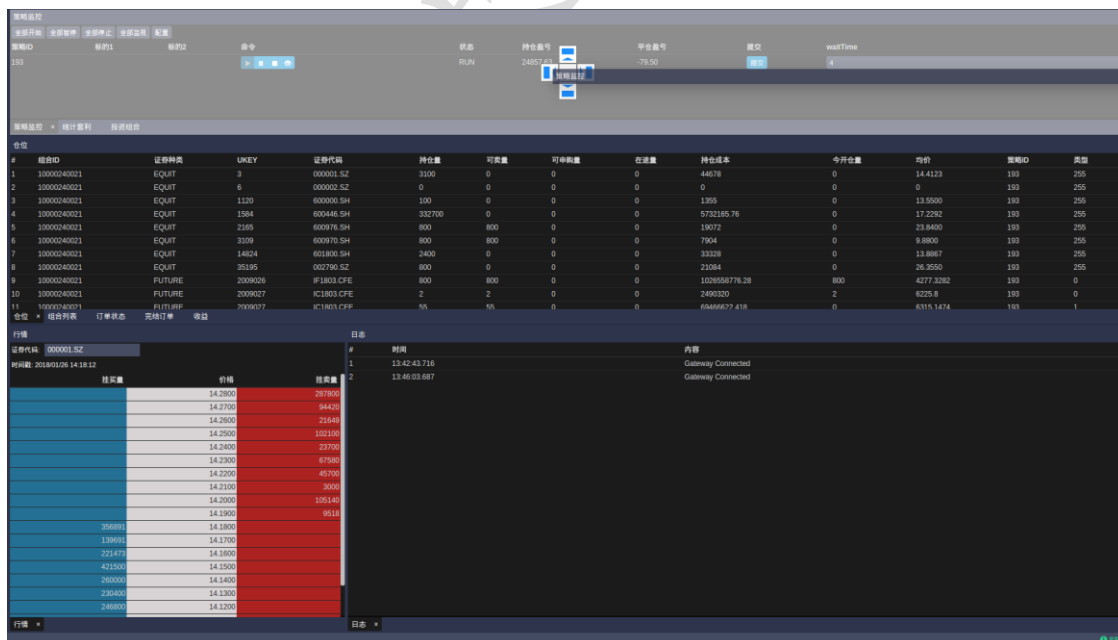 策略监控
全部开始 全部暂停 全部停止 全部监视 配置
策略ID 标的1 标的2 命令 状态 持仓盈亏 平仓盈亏 提交 waitTime
193 RUN 24857.63 -79.50 提交 4
策略监控
策略监控 × 统计套利 投资组合
仓位
# 组合ID 证券种类 UKEY 证券代码 持仓量 可卖量 可申购量 在途量 持仓成本 今开仓量 均价 策略ID 类型
1 10000240021 EQUIT 3 000001.SZ 3100 0 0 0 44678 0 14.4123 193 255
2 10000240021 EQUIT 6 000002.SZ 0 0 0 0 0 0 0 193 255
3 10000240021 EQUIT 1120 600000.SH 100 0 0 0 1355 0 13.5500 193 255
4 10000240021 EQUIT 1584 600446.SH 332700 0 0 0 5732165.76 0 17.2292 193 255
5 10000240021 EQUIT 2165 600976.SH 800 800 0 0 19072 0 23.8400 193 255
6 10000240021 EQUIT 3109 600970.SH 800 800 0 0 7904 0 9.8800 193 255
7 10000240021 EQUIT 14824 601800.SH 2400 0 0 0 33328 0 13.8867 193 255
8 10000240021 EQUIT 35195 002790.SZ 800 0 0 0 21084 0 26.3550 193 255
9 10000240021 FUTURE 2009026 IF1803.CFE 800 800 0 0 1026558776.28 800 4277.3282 193 0
10 10000240021 FUTURE 2009027 IC1803.CFE 2 2 0 0 2490320 2 6225.8 193 0
11 10000240021 FUTURE 2009027 IC1803.CFE 55 55 0 0 69466622.418 0 6315.1474 193 1
仓位 × 组合列表 订单状态 完结订单 收益
行情
证券代码: 000001.SZ
时间戳: 2018/01/26 14:18:12
挂买量 价格 挂卖量
14.2800 287800
14.2700 94420
14.2600 21649
14.2500 102100
14.2400 23700
14.2300 67580
14.2200 45700
14.2100 3000
14.2000 105140
14.1900 9518
356891 14.1800
139691 14.1700
221473 14.1600
421500 14.1500
260000 14.1400
230400 14.1300
246800 14.1200
行情 ×
日志
# 时间 内容
1 13:42:43.716 Gateway Connected
2 13:46:03.687 Gateway Connected
日志 ×